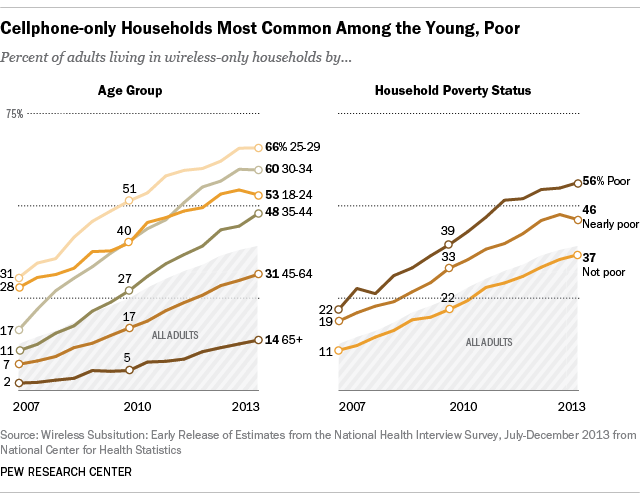 Cellphone-only Households Most Common Among the Young, Poor
Percent of adults living in wireless-only households by...
Age Group
75%
66% 25-29
60 30-34
53 18-24
48 35-44
31 45-64
14 65+
51
40
27
17
5
31
28
17
11
7
2
ALL ADULTS
2007
2010
2013
Household Poverty Status
56% Poor
46
Nearly poor
37
Not poor
39
33
22
22
19
11
ALL ADULTS
2007
2010
2013
Source: Wireless Subsitution: Early Release of Estimates from the National Health Interview Survey, July-December 2013 from
National Center for Health Statistics
PEW RESEARCH CENTER